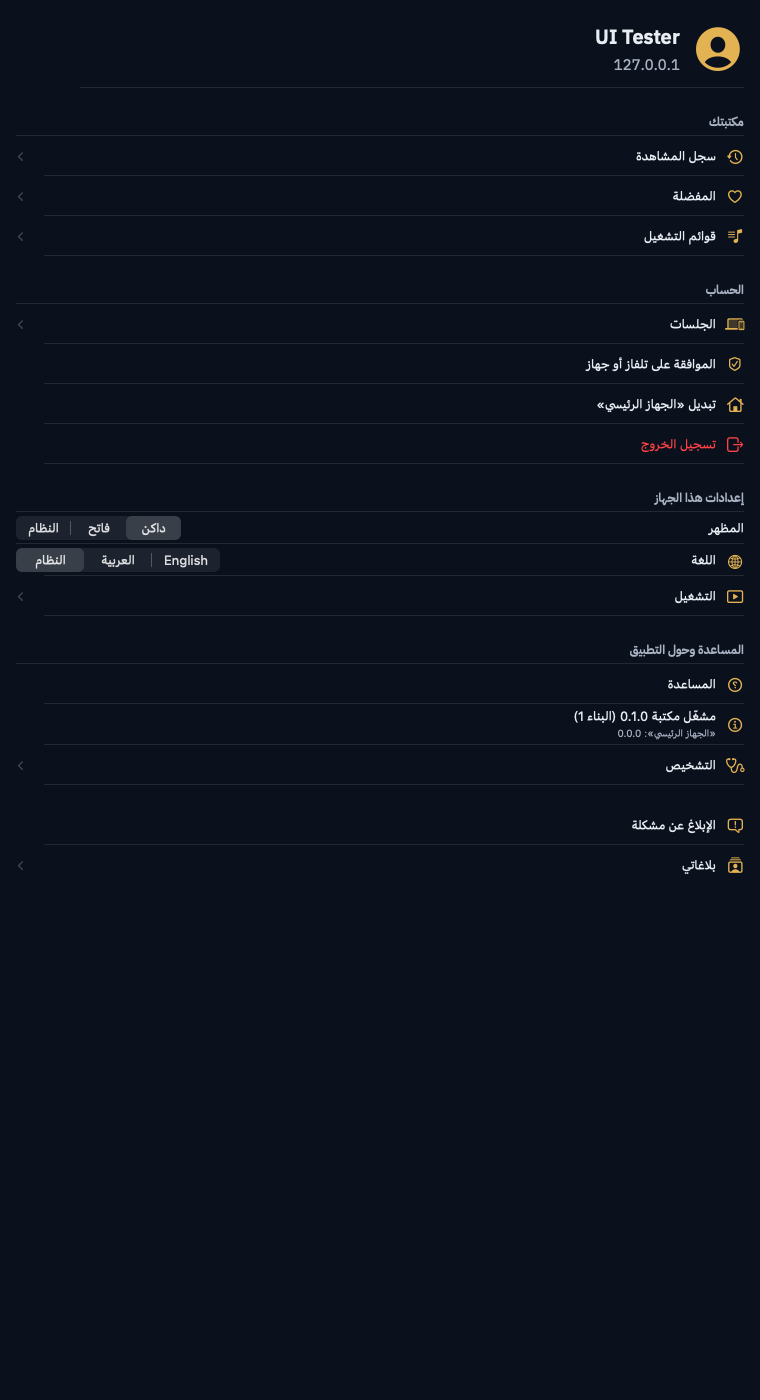 UI Tester
127.0.0.1
مكتبتك
سجل المشاهدة
المفضلة
قوائم التشغيل
الحساب
الجلسات
الموافقة على تلفاز أو جهاز
تبديل «الجهاز الرئيسي»
تسجيل الخروج
إعدادات هذا الجهاز
المظهر داكن فاتح النظام
اللغة English العربية النظام
التشغيل
المساعدة وحول التطبيق
المساعدة
مشغّل مكتبة 0.1.0 (البناء 1)
«الجهاز الرئيسي»: 0.0.0
التشخيص
الإبلاغ عن مشكلة
بلاغاتي